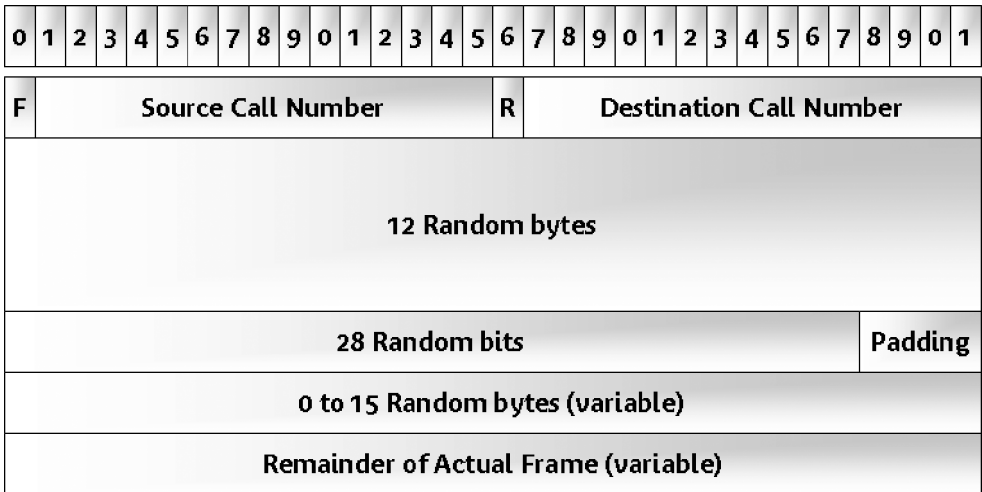 0 1 2 3 4 5 6 7 8 9 0 1 2 3 4 5 6 7 8 9 0 1 2 3 4 5 6 7 8 9 0 1
F Source Call Number R Destination Call Number
12 Random bytes
28 Random bits Padding
0 to 15 Random bytes (variable)
Remainder of Actual Frame (variable)